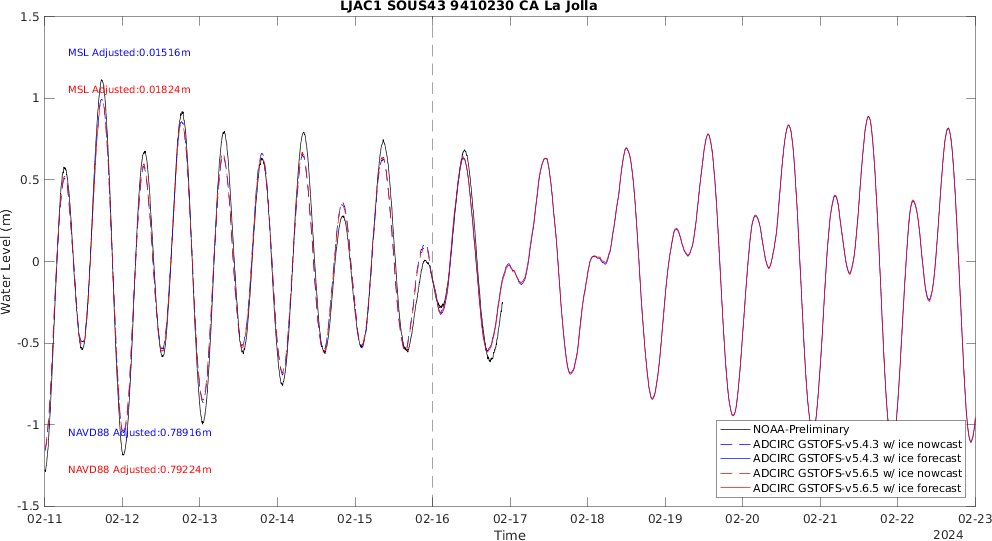 LJAC1 SOUS43 9410230 CA La Jolla
1.5
1
0.5
0
-0.5
-1
-1.5
Water Level (m)
MSL Adjusted:0.01516m
MSL Adjusted:0.01824m
NAVD88 Adjusted:0.78916m
NAVD88 Adjusted:0.79224m
NOAA-Preliminary
ADCIRC GSTOFS-v5.4.3 w/ ice nowcast
ADCIRC GSTOFS-v5.4.3 w/ ice forecast
ADCIRC GSTOFS-v5.6.5 w/ ice nowcast
ADCIRC GSTOFS-v5.6.5 w/ ice forecast
02-11 02-12 02-13 02-14 02-15 02-16 02-17 02-18 02-19 02-20 02-21 02-22 02-23
Time
2024